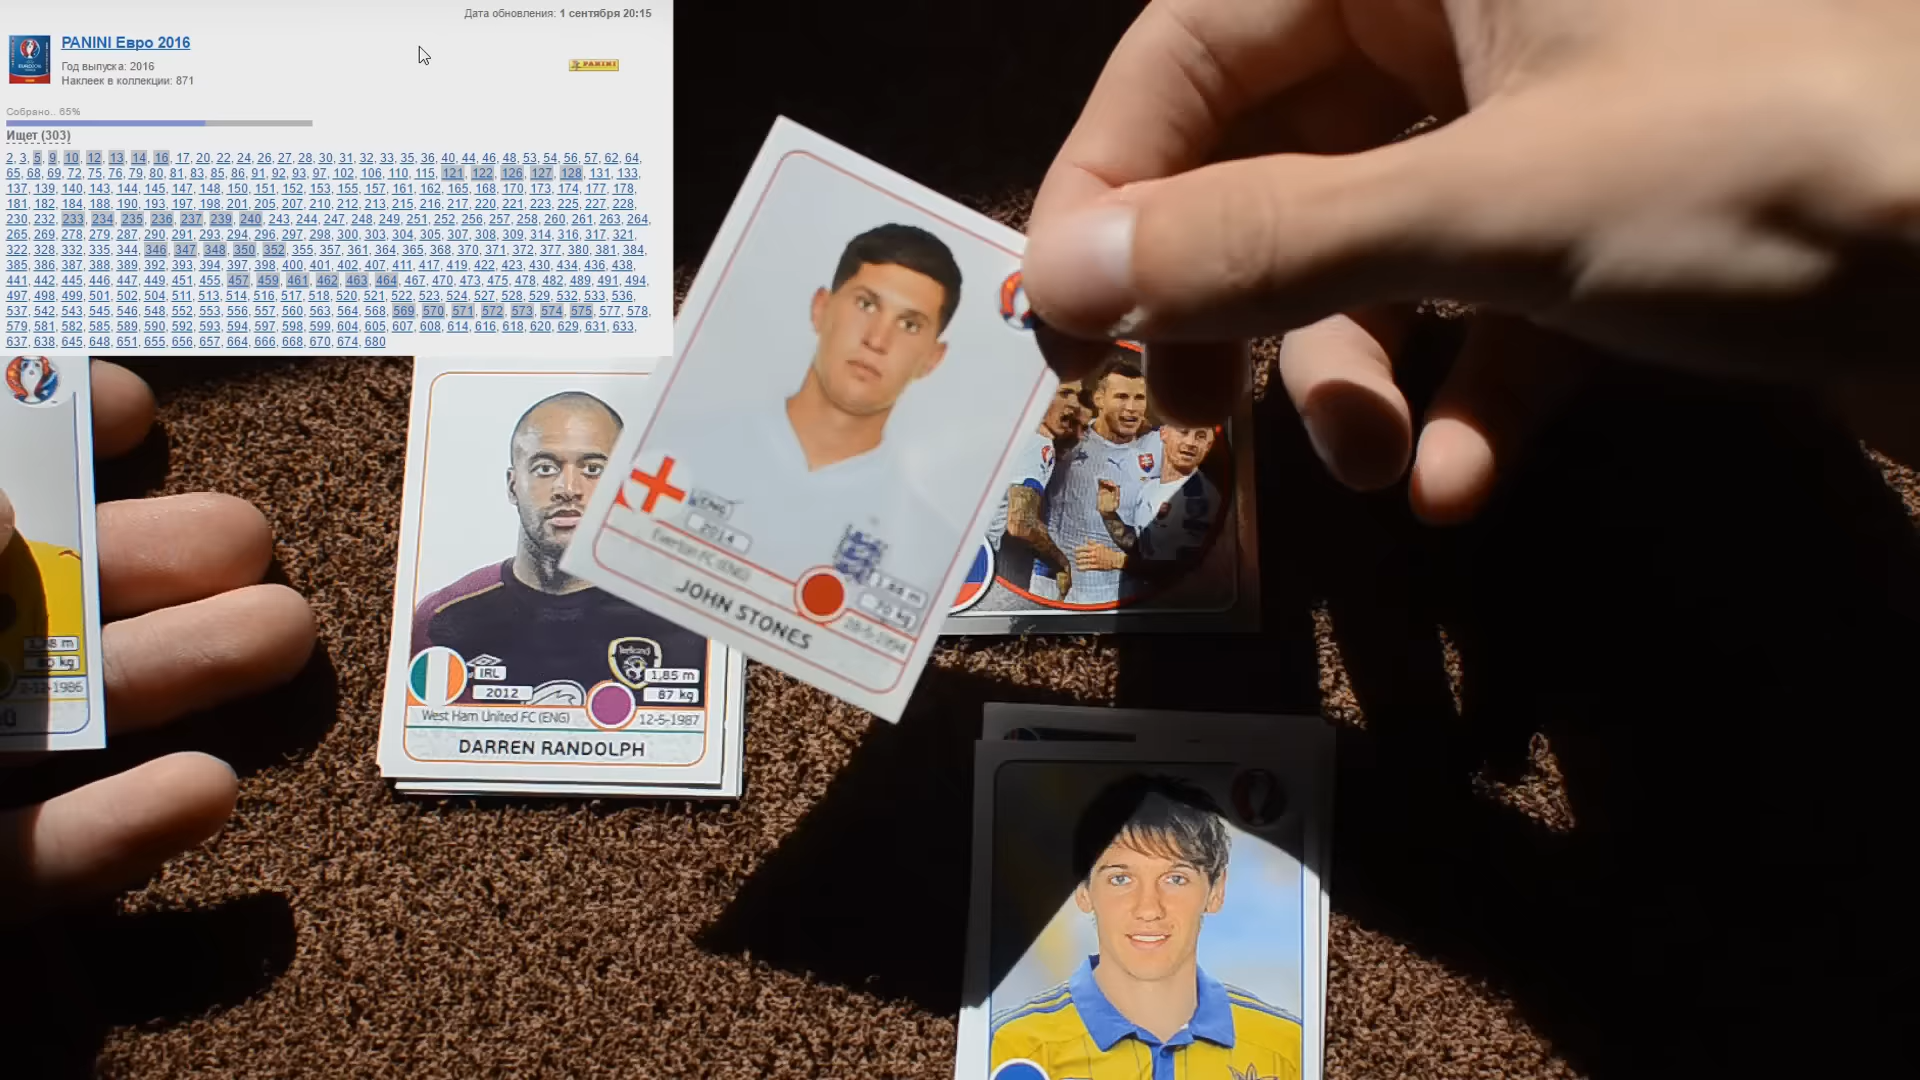 Дата обновления: 1 сентября 20:15
PANINI Евро 2016
Год выпуска: 2016
Наклеек в коллекции: 871
PANINI
Собрано.. 65%
Ищет (303)
2, 3, 5, 9, 10, 12, 13, 14, 16, 17, 20, 22, 24, 26, 27, 28, 30, 31, 32, 33, 35, 36, 40, 44, 46, 48, 53, 54, 56, 57, 62, 64,
65, 68, 69, 72, 75, 76, 79, 80, 81, 83, 85, 86, 91, 92, 93, 97, 102, 106, 110, 115, 121, 122, 126, 127, 128, 131, 133,
137, 139, 140, 143, 144, 145, 147, 148, 150, 151, 152, 153, 155, 157, 161, 162, 165, 168, 170, 173, 174, 177, 178,
181, 182, 184, 188, 190, 193, 197, 198, 201, 205, 207, 210, 212, 213, 215, 216, 217, 220, 221, 223, 225, 227, 228,
230, 232, 233, 234, 235, 236, 237, 239, 240, 243, 244, 247, 248, 249, 251, 252, 256, 257, 258, 260, 261, 263, 264,
265, 269, 278, 279, 287, 290, 291, 293, 294, 296, 297, 298, 300, 303, 304, 305, 307, 308, 309, 314, 316, 317, 321,
322, 328, 332, 335, 344, 346, 347, 348, 350, 352, 355, 357, 361, 364, 365, 368, 370, 371, 372, 377, 380, 381, 384,
385, 386, 387, 388, 389, 392, 393, 394, 397, 398, 400, 401, 402, 407, 411, 417, 419, 422, 423, 430, 434, 436, 438,
441, 442, 445, 446, 447, 449, 451, 455, 457, 459, 461, 462, 463, 464, 467, 470, 473, 475, 478, 482, 489, 491, 494,
497, 498, 499, 501, 502, 504, 511, 513, 514, 516, 517, 518, 520, 521, 522, 523, 524, 527, 528, 529, 532, 533, 536,
537, 542, 543, 545, 546, 548, 552, 553, 556, 557, 560, 563, 564, 568, 569, 570, 571, 572, 573, 574, 575, 577, 578,
579, 581, 582, 585, 589, 590, 592, 593, 594, 597, 598, 599, 604, 605, 607, 608, 614, 616, 618, 620, 629, 631, 633,
637, 638, 645, 648, 651, 655, 656, 657, 664, 666, 668, 670, 674, 680
ENG
2014
Everton FC (ENG)
JOHN STONES
IRL
2012
1,85 m
87 kg
West Ham United FC (ENG)
12-5-1987
DARREN RANDOLPH